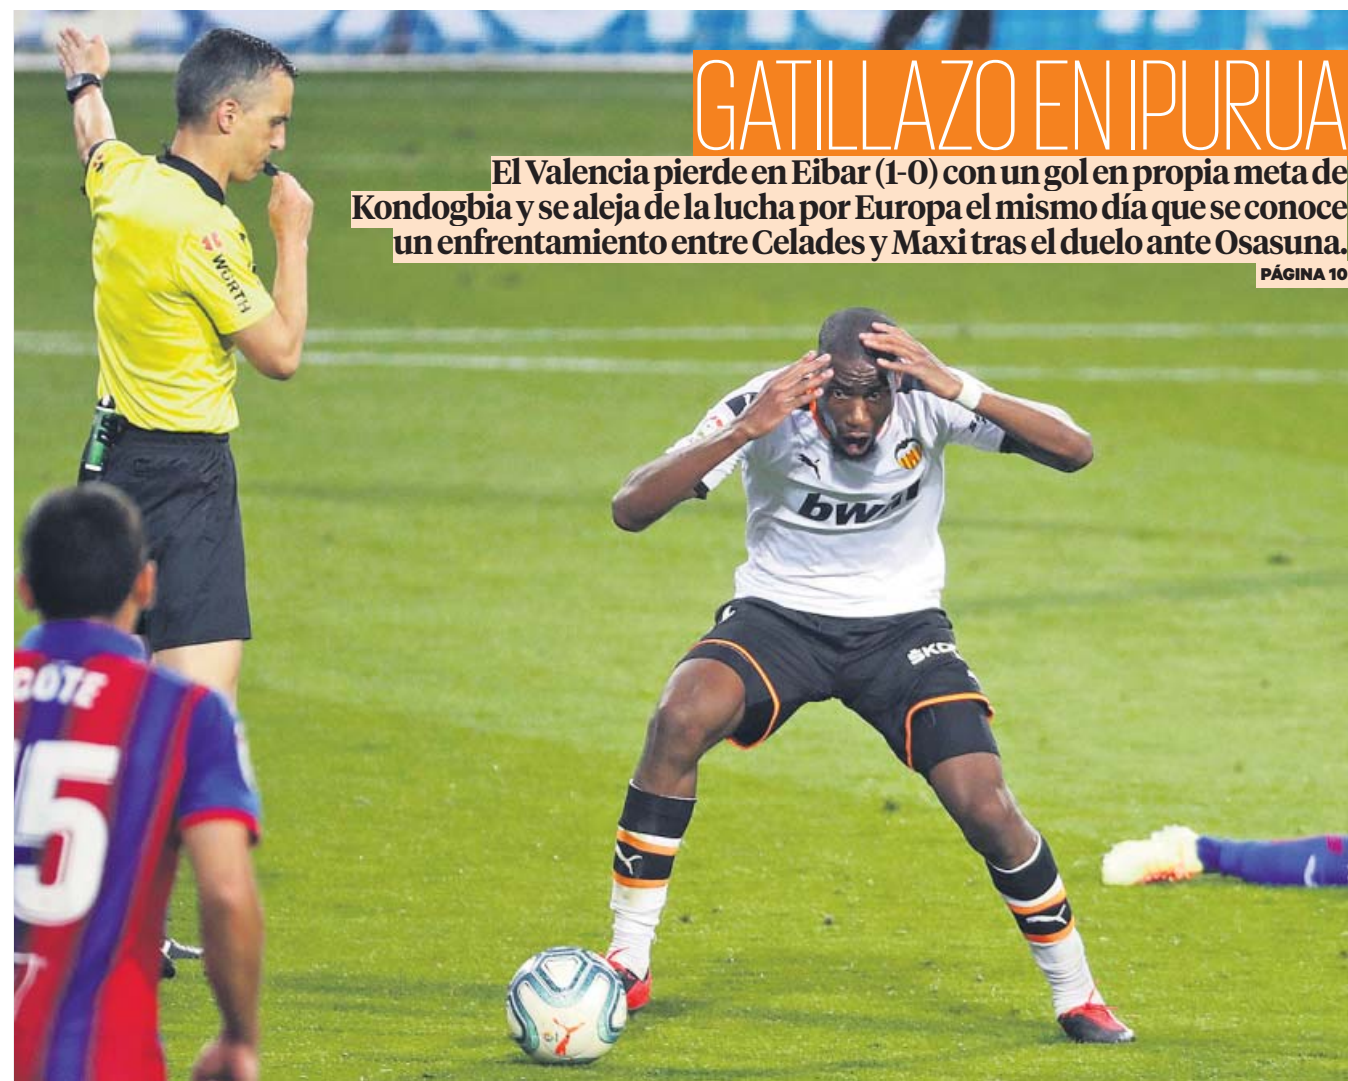 GATILLAZO EN IPURUA
El Valencia pierde en Eibar (1-0) con un gol en propia meta de
Kondogbia y se aleja de la lucha por Europa el mismo día que se conoce
un enfrentamiento entre Celades y Maxi tras el duelo ante Osasuna.
PÁGINA 10
WÜRTH
bwin
COTE
15